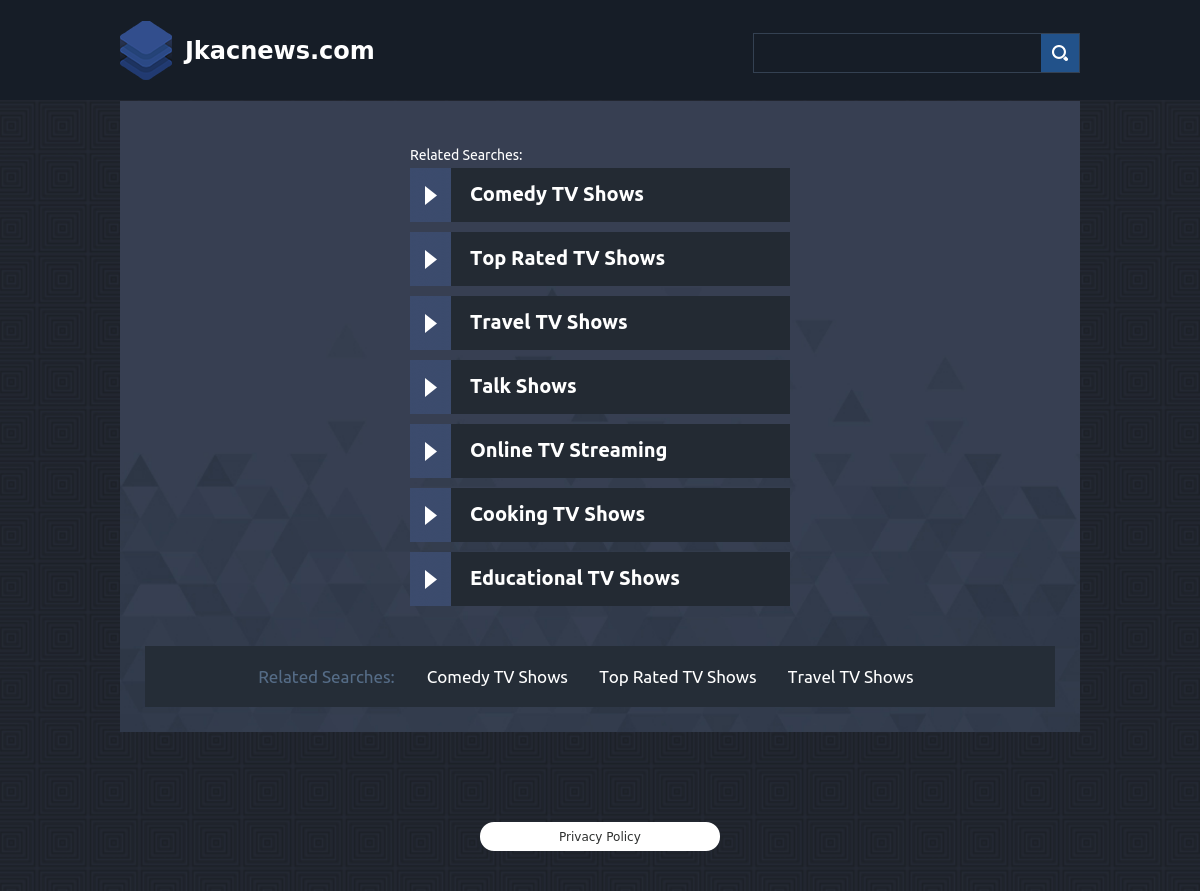 Jkacnews.com
Related Searches:
Comedy TV Shows
Top Rated TV Shows
Travel TV Shows
Talk Shows
Online TV Streaming
Cooking TV Shows
Educational TV Shows
Related Searches: Comedy TV Shows Top Rated TV Shows Travel TV Shows
Privacy Policy